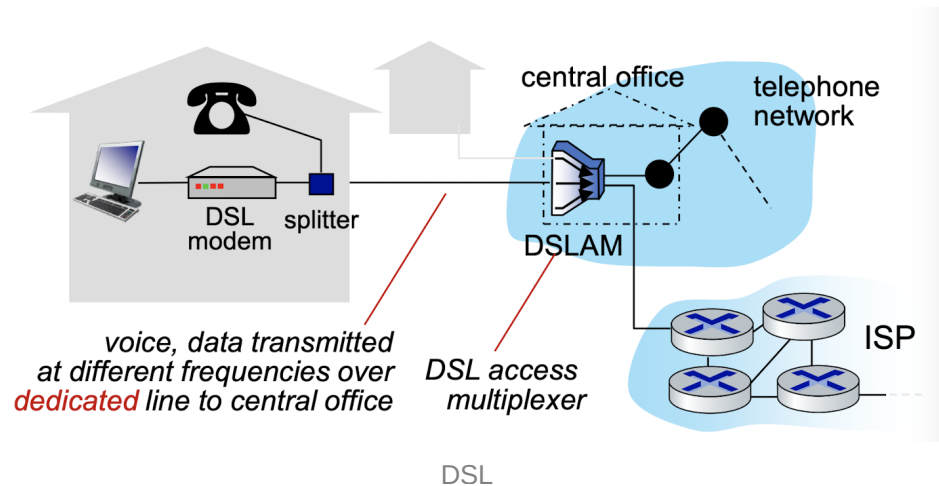 central office
telephone
network
DSL
modem
splitter
DSLAM
voice, data transmitted
at different frequencies over
dedicated line to central office
DSL access
multiplexer
ISP
DSL